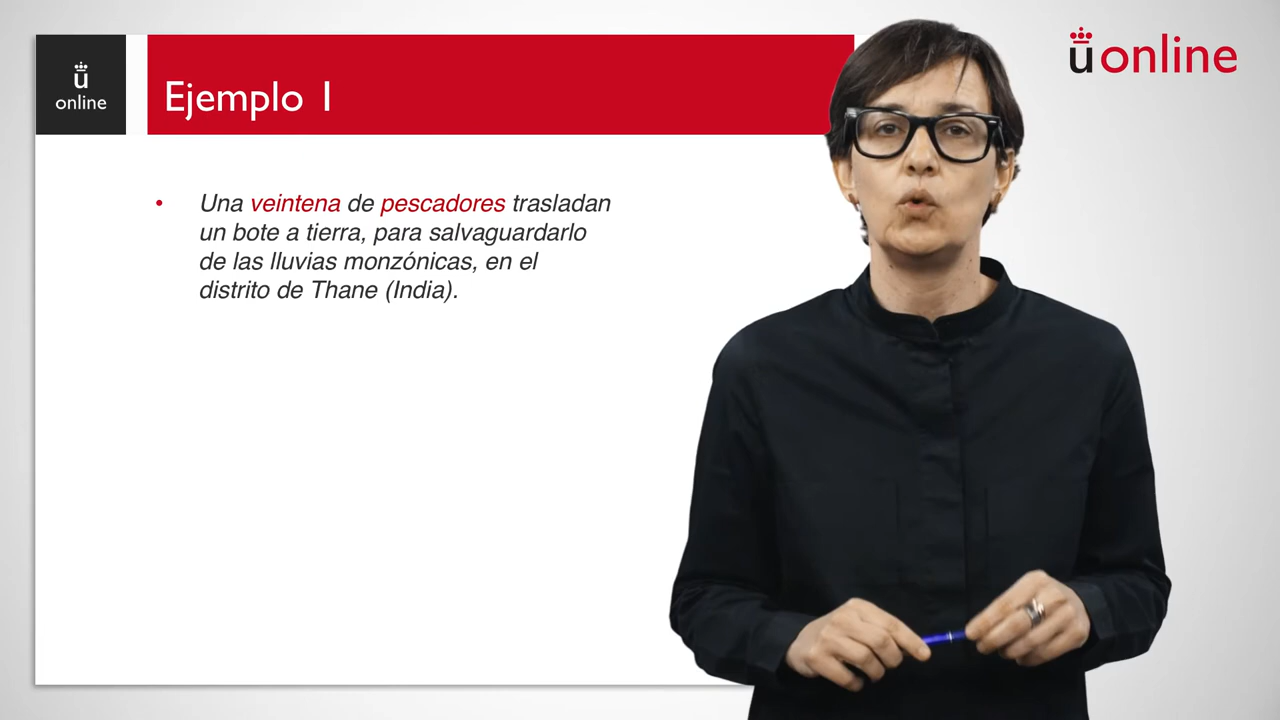 ü
online
Ejemplo 1
üonline
• Una veintena de pescadores trasladan
un bote a tierra, para salvaguardarlo
de las lluvias monzónicas, en el
distrito de Thane (India).